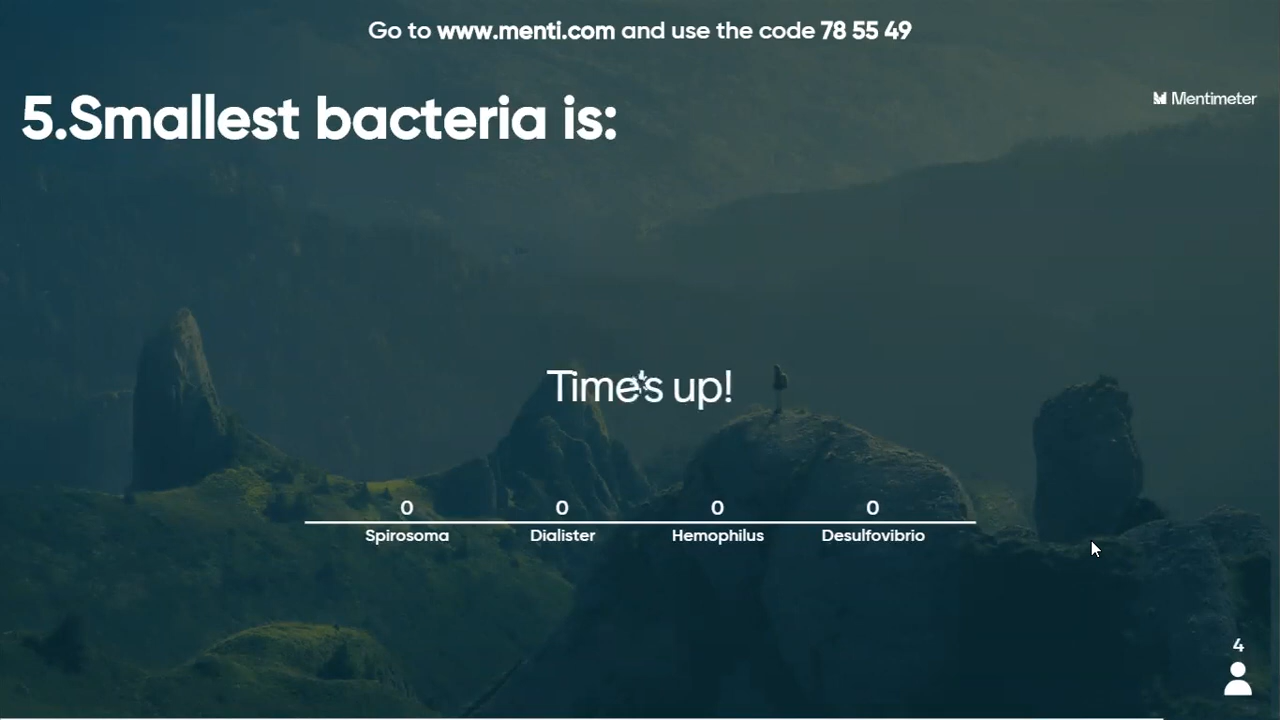 Go to www.menti.com and use the code 78 55 49
5.Smallest bacteria is:
Mentimeter
Time's up!
0 0 0 0
Spirosoma Dialister Hemophilus Desulfovibrio
4